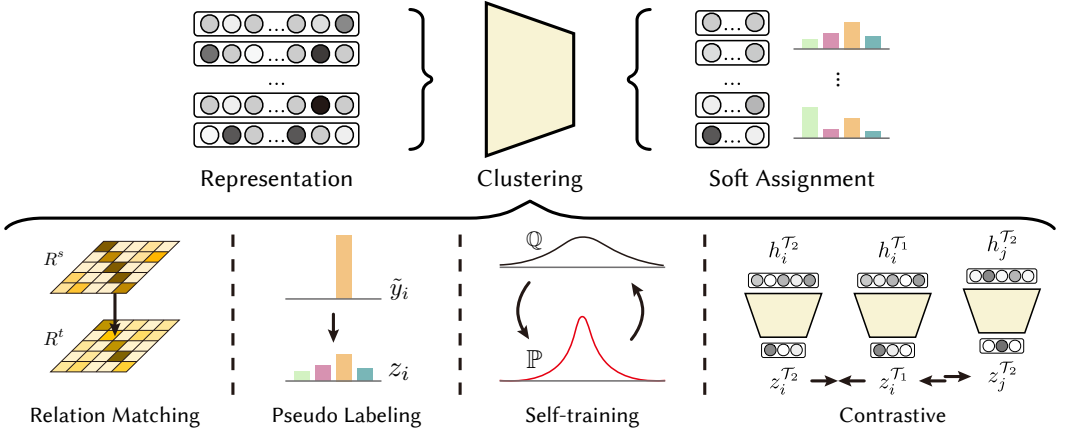 ...
...
...
...
...
...
...
...
...
Representation
Clustering
Soft Assignment
R^s
R^t
Relation Matching
ỹ_i
z_i
Pseudo Labeling
ℚ
ℙ
Self-training
h_i^{𝒯_2} h_i^{𝒯_1} h_j^{𝒯_2}
z_i^{𝒯_2} z_i^{𝒯_1} z_j^{𝒯_2}
Contrastive